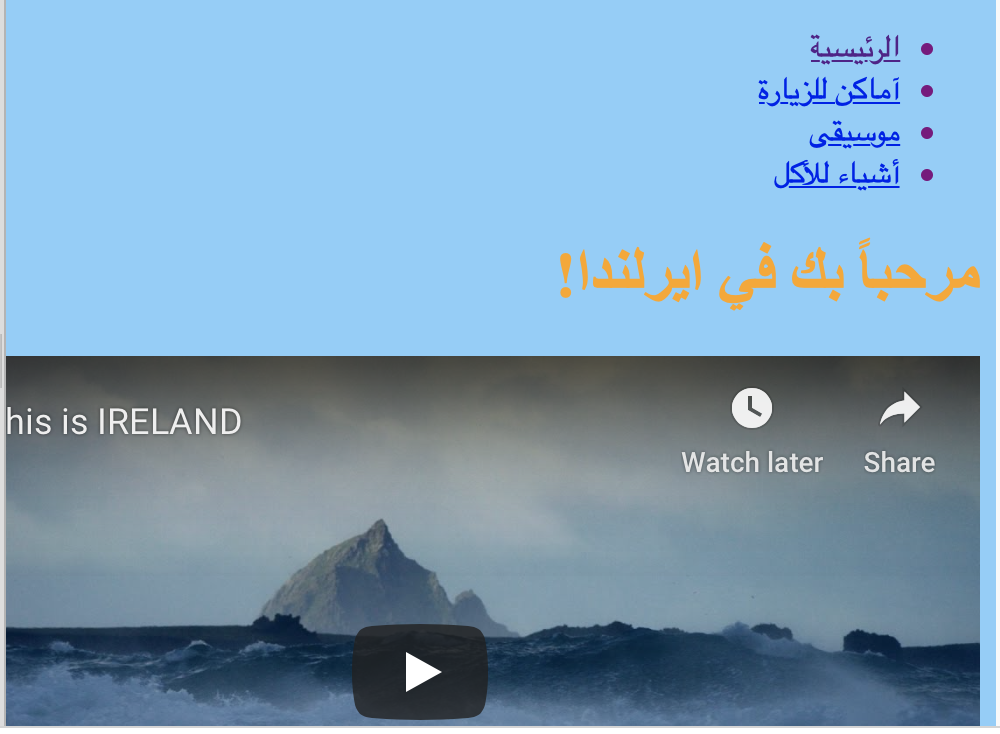 الرئيسية
آماكن للزيارة
موسيقى
أشياء للأكل
مرحباً بك في ايرلندا!
his is IRELAND
Watch later
Share